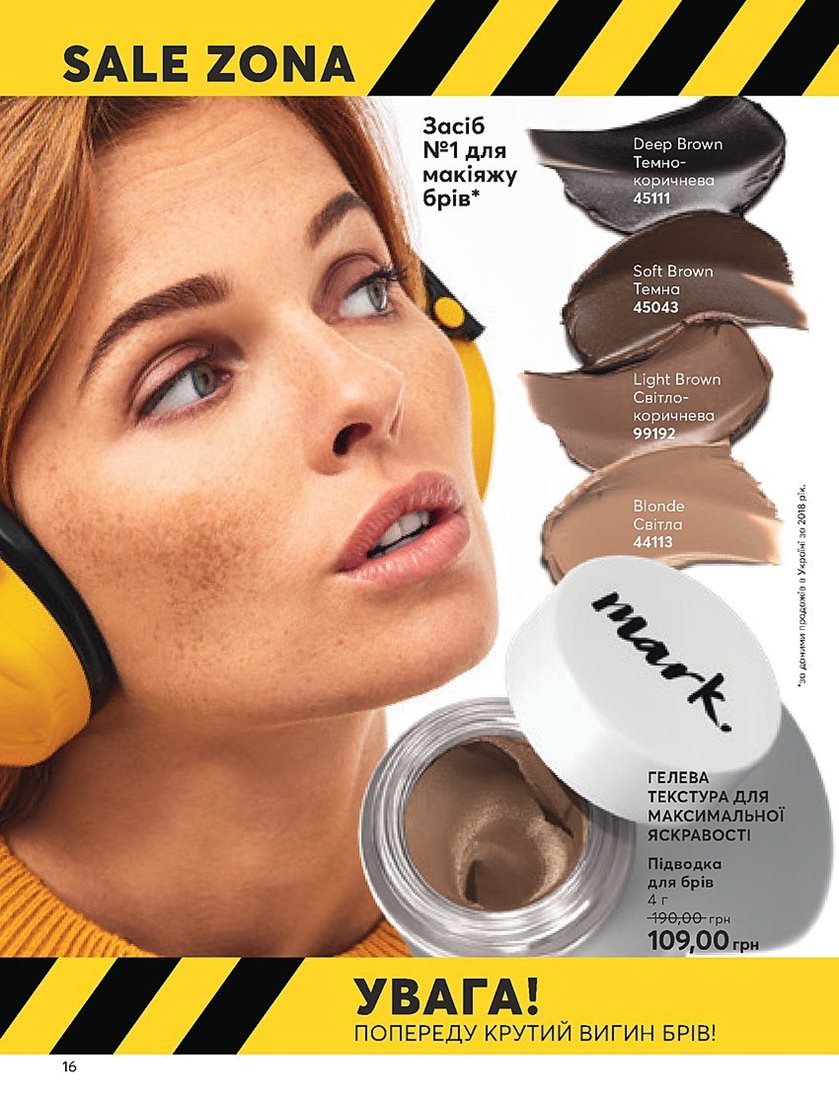 SALE ZONA
Засіб
№1 для
макіяжу
брів*
Deep Brown
Темно-
коричнева
45111
Soft Brown
Темна
45043
Light Brown
Світло-
коричнева
99192
Blonde
Світла
44113
*за даними продажів в Україні за 2018 рік.
mark.
ГЕЛЕВА
ТЕКСТУРА ДЛЯ
МАКСИМАЛЬНОЇ
ЯСКРАВОСТІ
Підводка
для брів
4 г
190,00 грн
109,00 грн
УВАГА!
ПОПЕРЕДУ КРУТИЙ ВИГИН БРІВ!
16